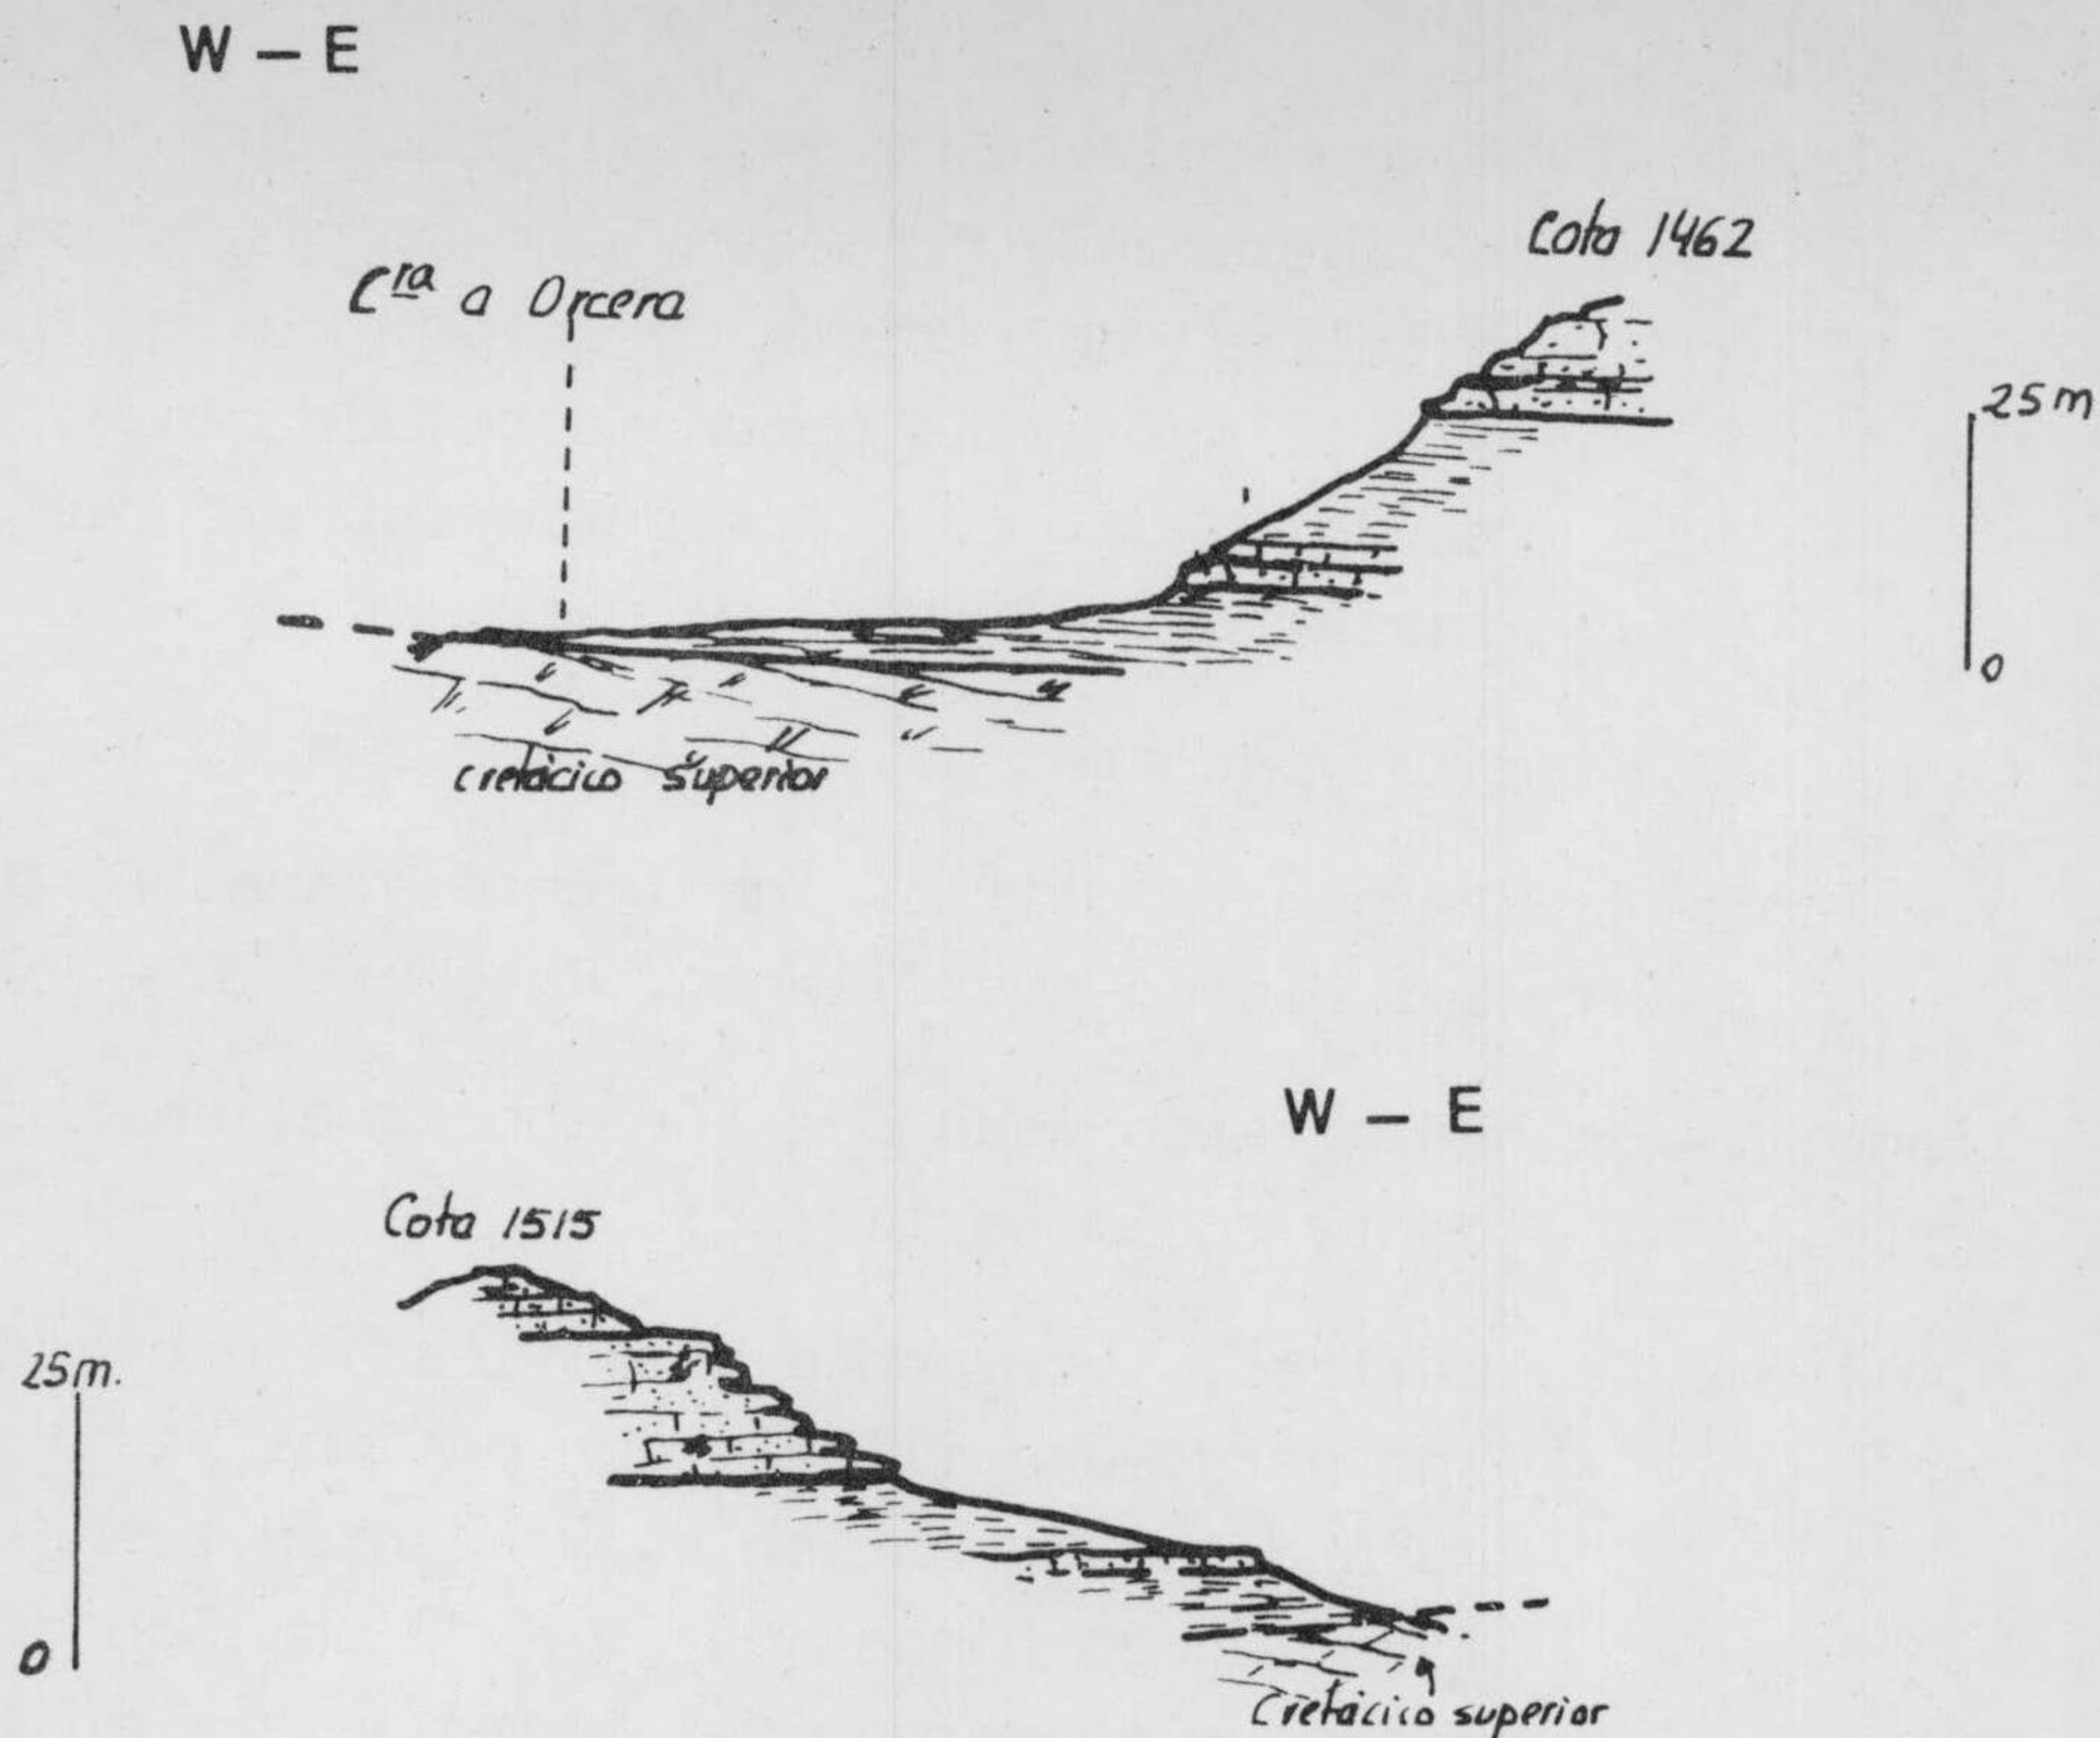 W – E
Cota 1462
Cra a Orcera
25 m
0
cretácico superior
W – E
Cota 1515
25 m.
0
Cretácico superior